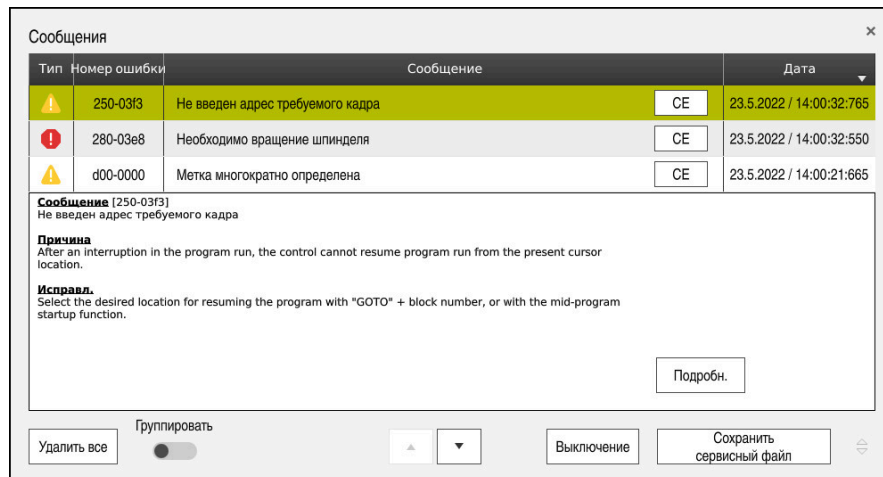 Сообщения
Тип Номер ошибки Сообщение Дата
250-03f3 Не введен адрес требуемого кадра CE 23.5.2022 / 14:00:32:765
280-03e8 Необходимо вращение шпинделя CE 23.5.2022 / 14:00:32:550
d00-0000 Метка многократно определена CE 23.5.2022 / 14:00:21:665
Сообщение [250-03f3]
Не введен адрес требуемого кадра
Причина
After an interruption in the program run, the control cannot resume program run from the present cursor
location.
Исправл.
Select the desired location for resuming the program with "GOTO" + block number, or with the mid-program
startup function.
Подробн.
Группировать
Удалить все Выключение Сохранить
сервисный файл